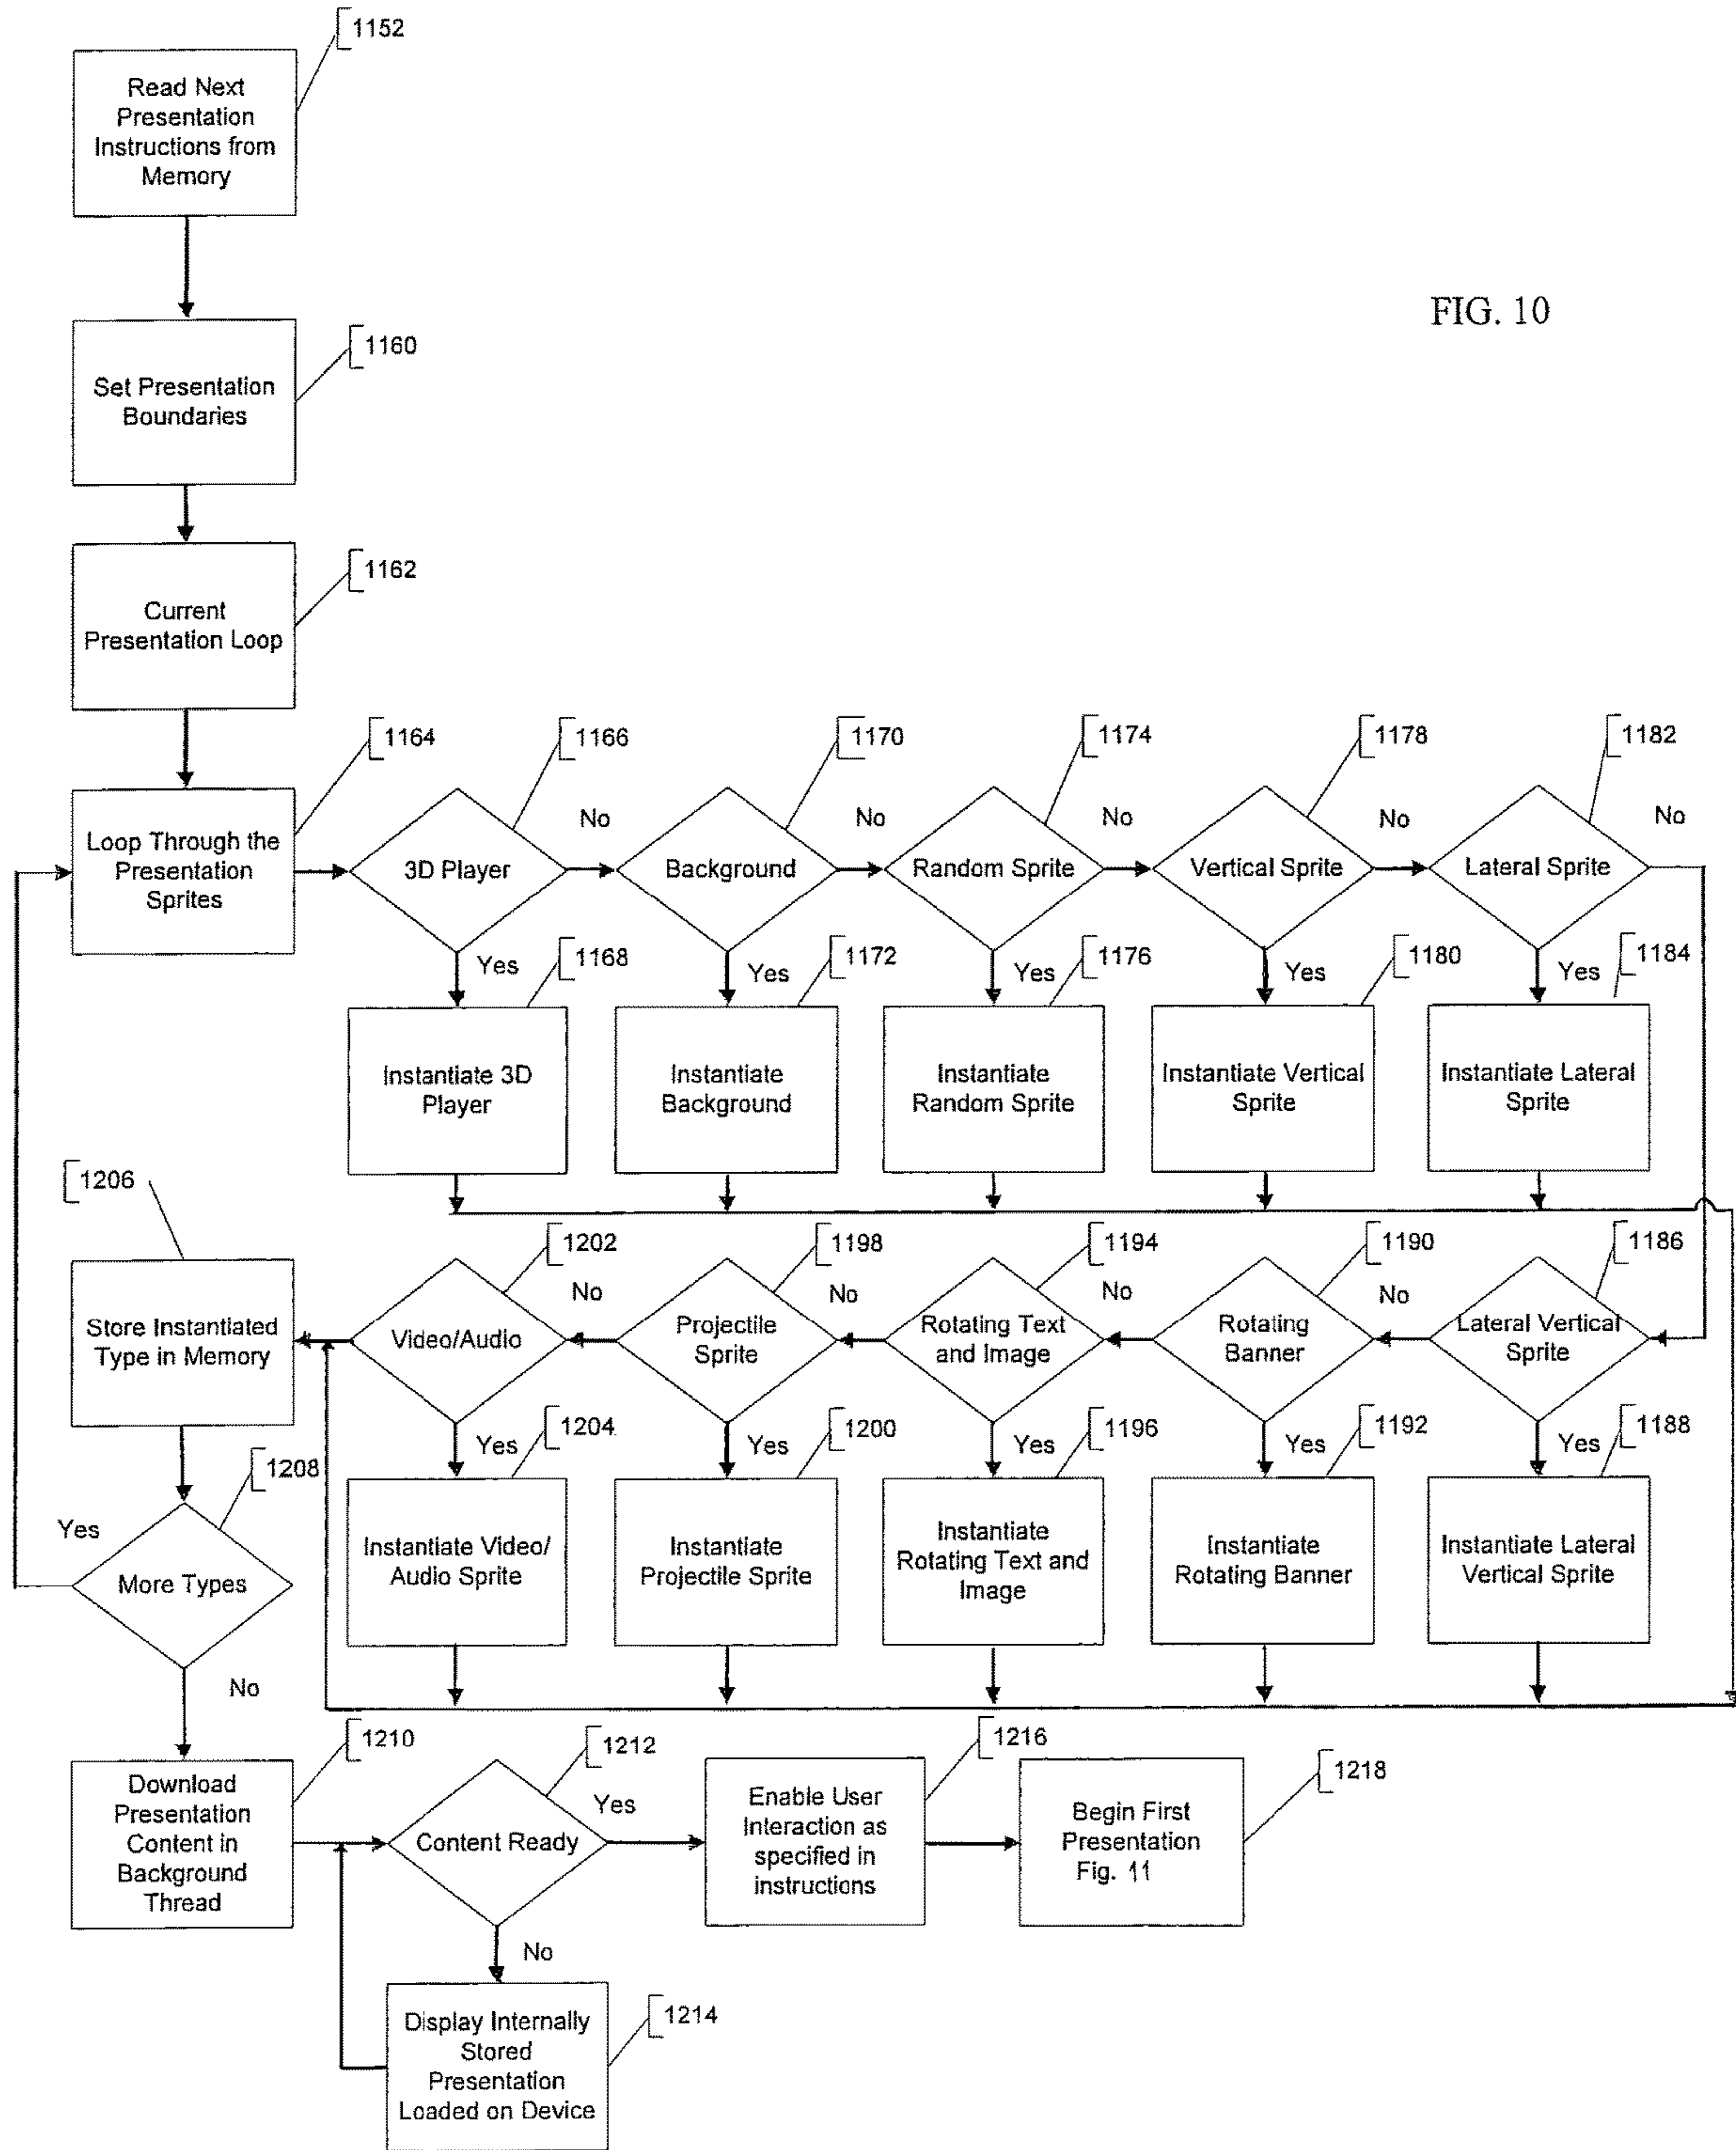 1152
Read Next
Presentation
Instructions from
Memory
FIG. 10
1160
Set Presentation
Boundaries
1162
Current
Presentation Loop
1164
1166
1170
1174
1178
1182
Loop Through the
Presentation
Sprites
3D Player
No
Background
No
Random Sprite
No
Vertical Sprite
No
Lateral Sprite
No
Yes
1168
Yes
1172
Yes
1176
Yes
1180
Yes
1184
Instantiate 3D
Player
Instantiate
Background
Instantiate
Random Sprite
Instantiate Vertical
Sprite
Instantiate Lateral
Sprite
1206
1202
1198
1194
1190
1186
Store Instantiated
Type in Memory
Video/Audio
No
Projectile
Sprite
No
Rotating Text
and Image
No
Rotating
Banner
No
Lateral Vertical
Sprite
1208
Yes
1204
Yes
1200
Yes
1196
Yes
1192
Yes
1188
Yes
More Types
No
Instantiate Video/
Audio Sprite
Instantiate
Projectile Sprite
Instantiate
Rotating Text and
Image
Instantiate
Rotating Banner
Instantiate Lateral
Vertical Sprite
1210
1212
1216
1218
Download
Presentation
Content in
Background
Thread
Content Ready
Yes
Enable User
Interaction as
specified in
instructions
Begin First
Presentation
Fig. 11
No
1214
Display Internally
Stored
Presentation
Loaded on Device